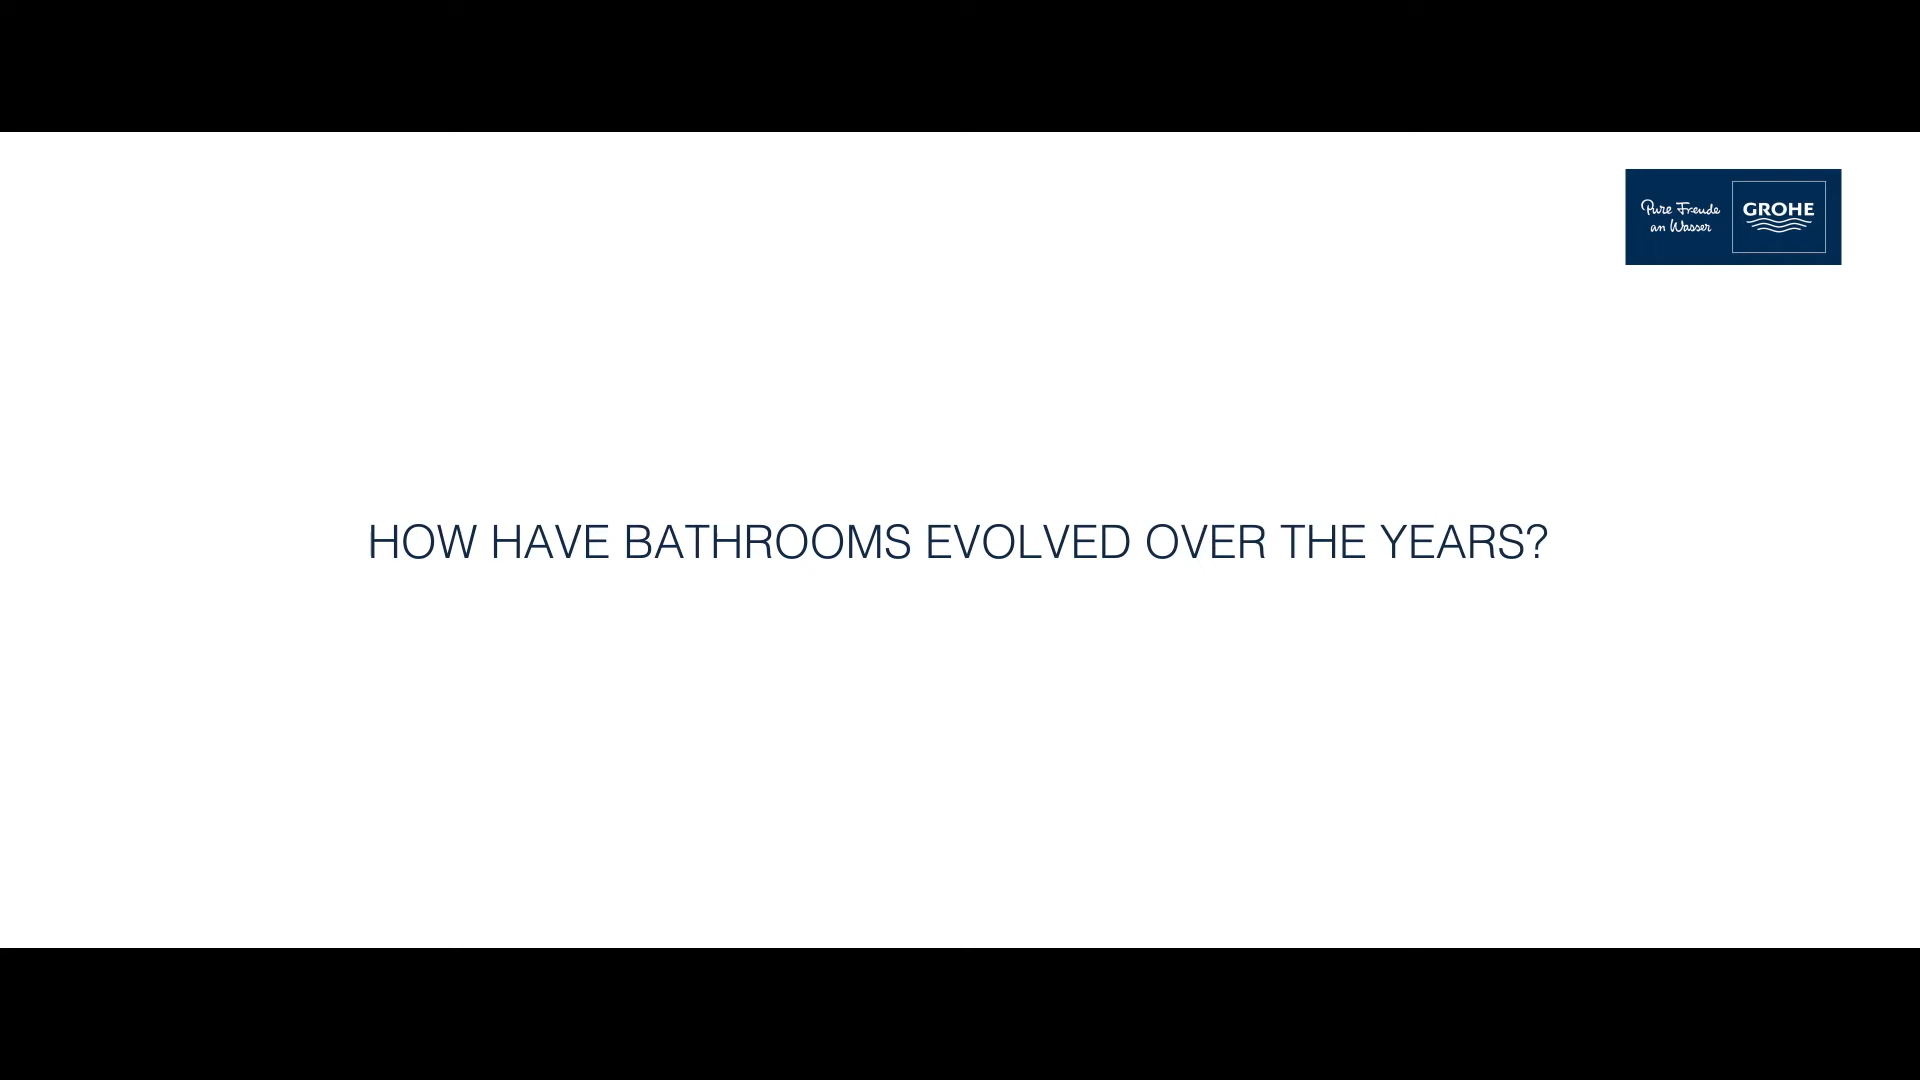 Pure Freude
an Wasser
GROHE
HOW HAVE BATHROOMS EVOLVED OVER THE YEARS?